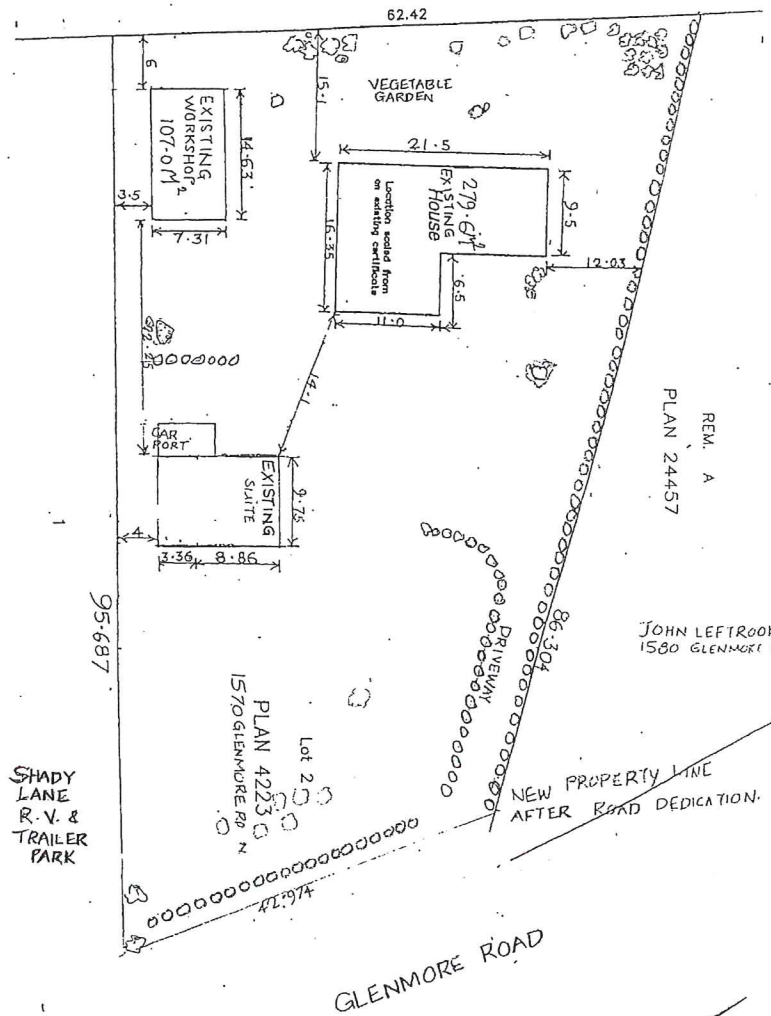 62.42
6
15.1
VEGETABLE
GARDEN
EXISTING
WORKSHOP
107.0 M²
14.63
3.5
7.31
21.5
279.6 m²
EXISTING
HOUSE
Location scaled from
on existing certificate
9.5
16.35
6.5
11.0
12.03
22.25
14.1
CAR
PORT
EXISTING
SUITE
9.75
4
3.36
8.86
REM. A
PLAN 24457
1
95.687
86.304
DRIVEWAY
JOHN LEFTROOK
1580 GLENMORE
Lot 2
PLAN 4223
1570 GLENMORE RD N
SHADY
LANE
R.V. &
TRAILER
PARK
NEW PROPERTY LINE
AFTER ROAD DEDICATION.
42.974
GLENMORE ROAD